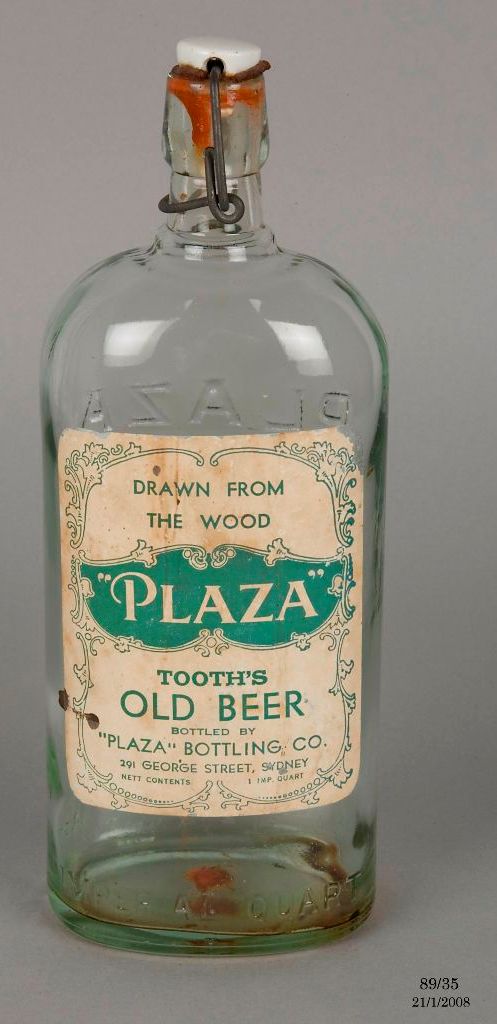 PLAZA
DRAWN FROM
THE WOOD
"PLAZA"
TOOTH'S
OLD BEER
BOTTLED BY
"PLAZA" BOTTLING CO.
291 GEORGE STREET, SYDNEY
NETT CONTENTS 1 IMP. QUART
IMPERIAL QUART
89/35
21/1/2008